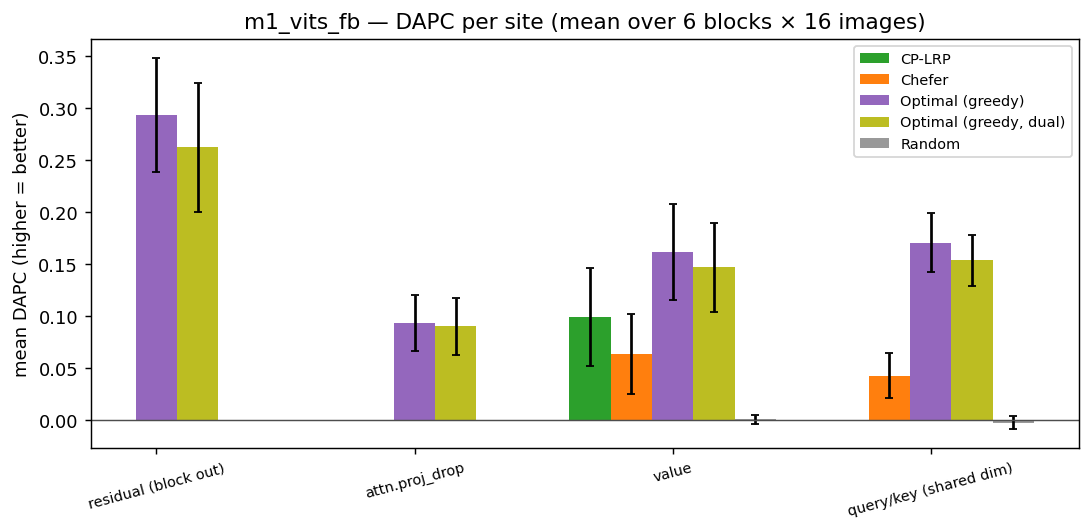 m1_vits_fb — DAPC per site (mean over 6 blocks × 16 images)
mean DAPC (higher = better)
0.35
0.30
0.25
0.20
0.15
0.10
0.05
0.00
CP-LRP
Chefer
Optimal (greedy)
Optimal (greedy, dual)
Random
residual (block out)
attn.proj_drop
value
query/key (shared dim)